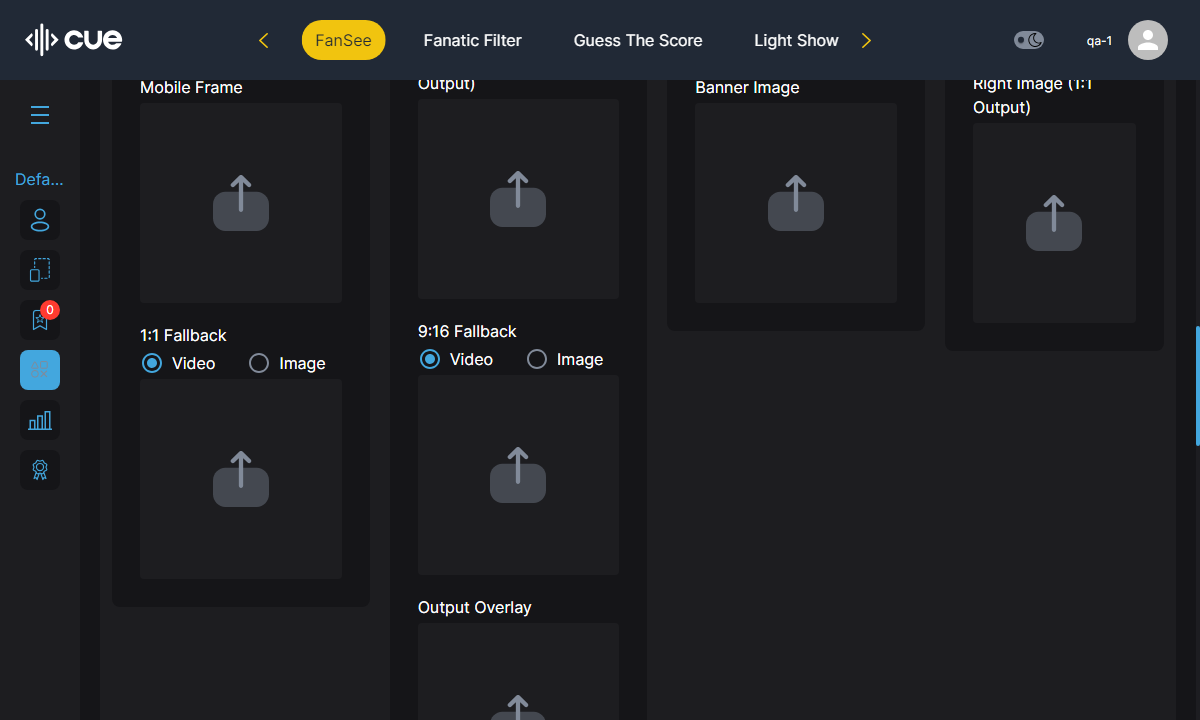 cue
FanSee
Fanatic Filter
Guess The Score
Light Show
qa-1
Defa...
0
Mobile Frame
1:1 Fallback
Video
Image
Output)
9:16 Fallback
Video
Image
Output Overlay
Banner Image
Right Image (1:1
Output)